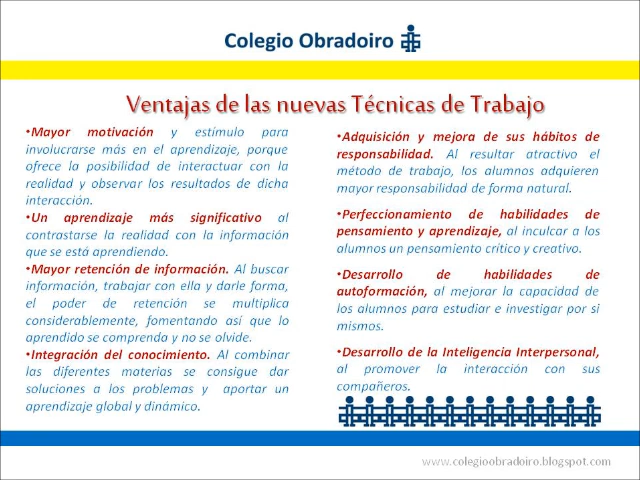 Colegio Obradoiro
Ventajas de las nuevas Técnicas de Trabajo
•Mayor motivación y estímulo para
involucrarse más en el aprendizaje, porque
ofrece la posibilidad de interactuar con la
realidad y observar los resultados de dicha
interacción.
•Un aprendizaje más significativo al
contrastarse la realidad con la información
que se está aprendiendo.
•Mayor retención de información. Al buscar
información, trabajar con ella y darle forma,
el poder de retención se multiplica
considerablemente, fomentando así que lo
aprendido se comprenda y no se olvide.
•Integración del conocimiento. Al combinar
las diferentes materias se consigue dar
soluciones a los problemas y aportar un
aprendizaje global y dinámico.
•Adquisición y mejora de sus hábitos de
responsabilidad. Al resultar atractivo el
método de trabajo, los alumnos adquieren
mayor responsabilidad de forma natural.
•Perfeccionamiento de habilidades de
pensamiento y aprendizaje, al inculcar a los
alumnos un pensamiento crítico y creativo.
•Desarrollo de habilidades de
autoformación, al mejorar la capacidad de
los alumnos para estudiar e investigar por si
mismos.
•Desarrollo de la Inteligencia Interpersonal,
al promover la interacción con sus
compañeros.
www.colegioobradoiro.blogspot.com